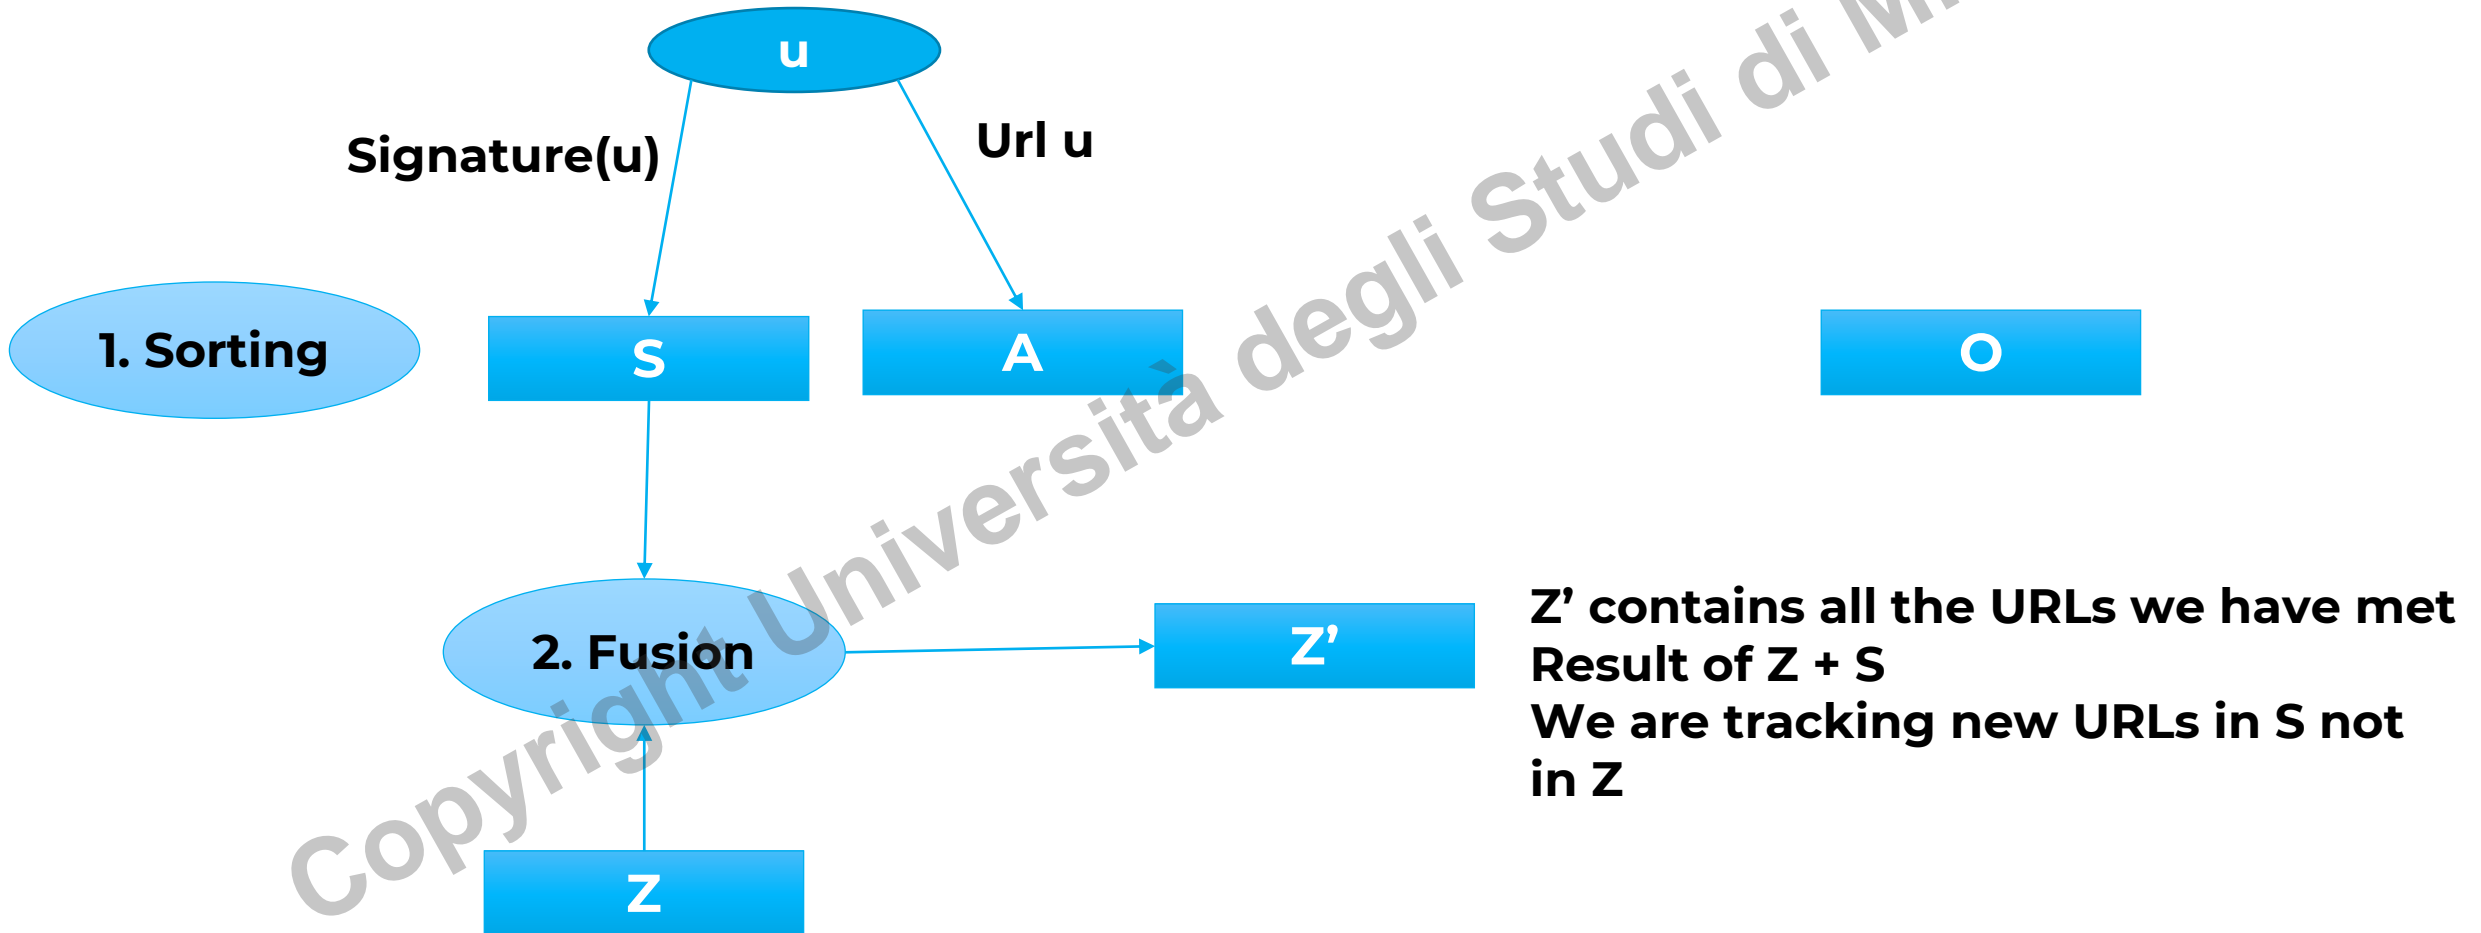 u
Signature(u)
Url u
1. Sorting
S
A
O
2. Fusion
Z’
Z’ contains all the URLs we have met
Result of Z + S
We are tracking new URLs in S not
in Z
Z
Copyright Università degli Studi di